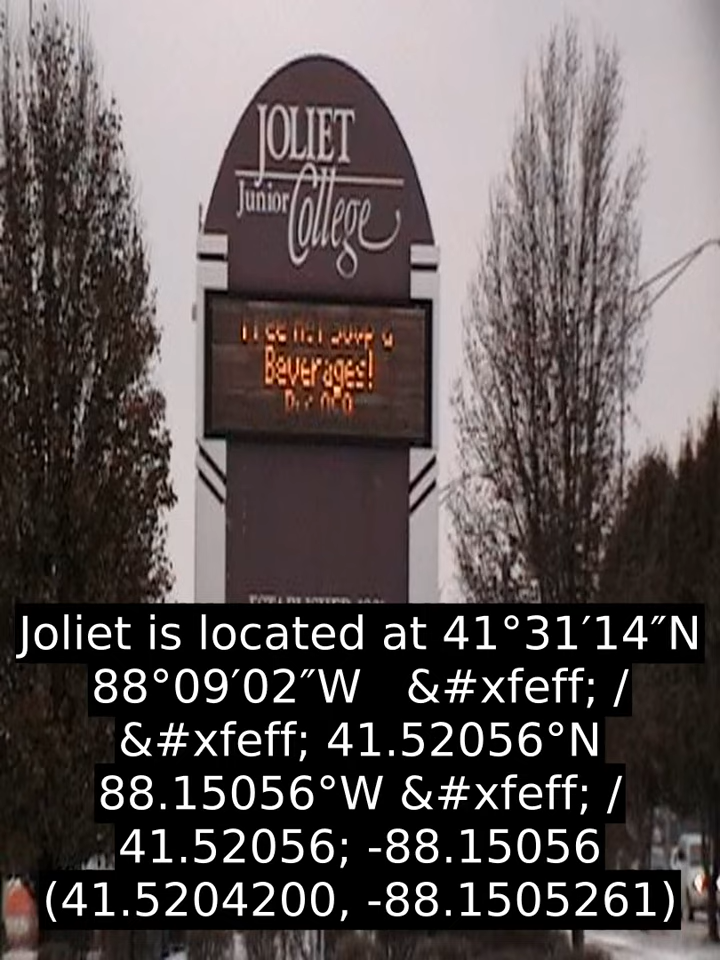 JOLIET
Junior College
Beverages!
Joliet is located at 41°31′14″N
88°09′02″W &#xfeff; /
&#xfeff; 41.52056°N
88.15056°W &#xfeff; /
41.52056; -88.15056
(41.5204200, -88.1505261)